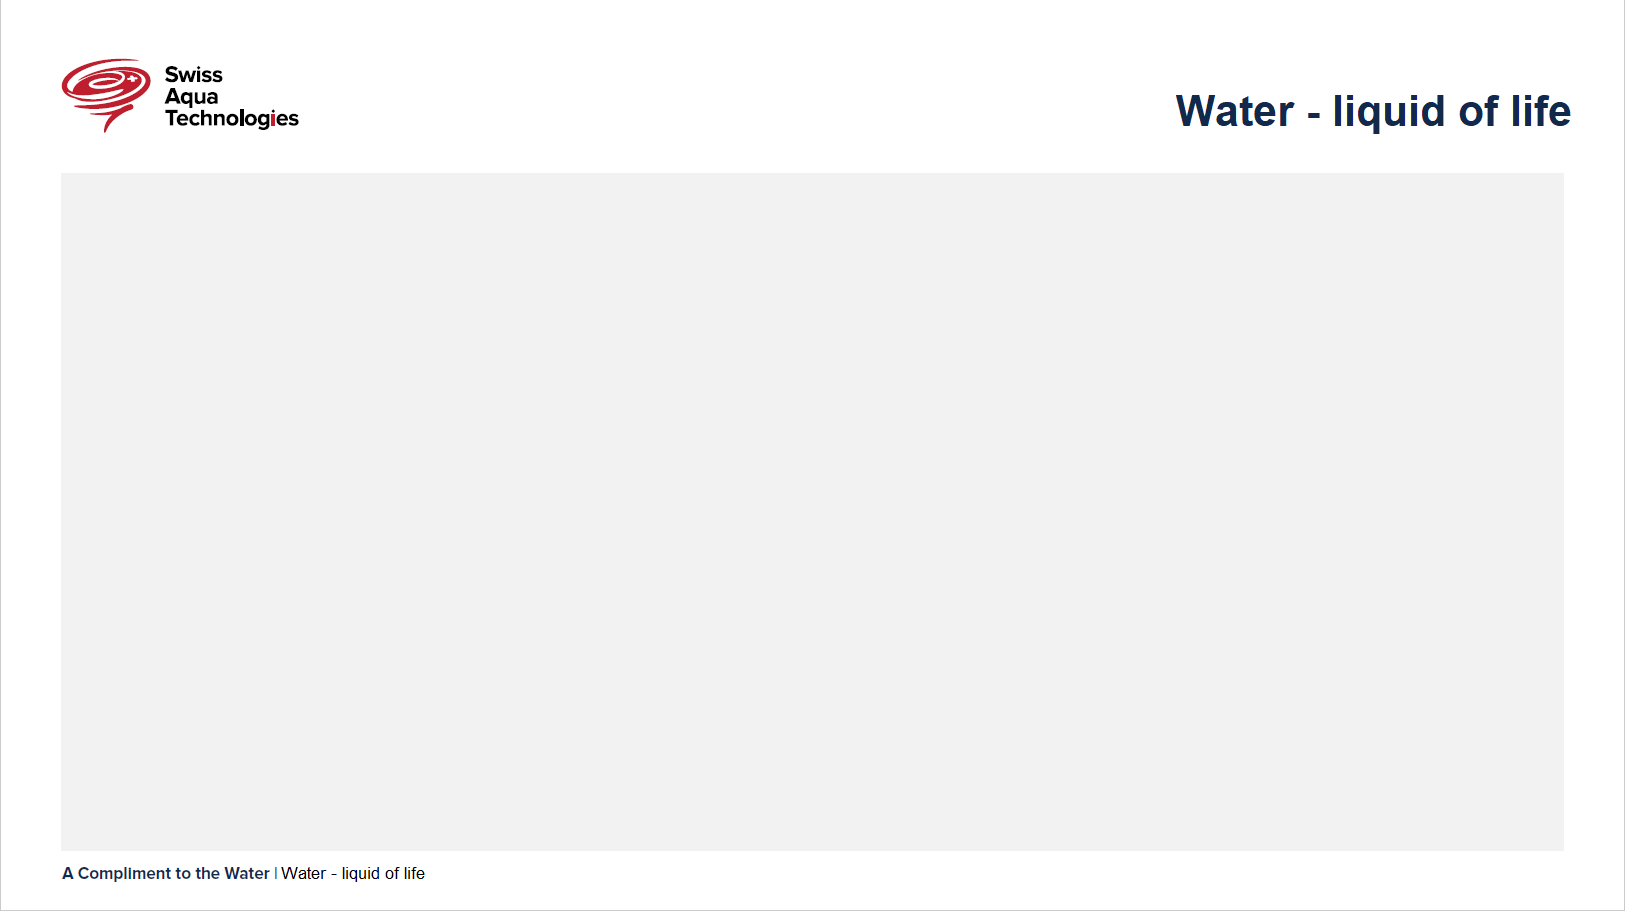 Swiss
Aqua
Technologies
Water - liquid of life
A Compliment to the Water | Water - liquid of life